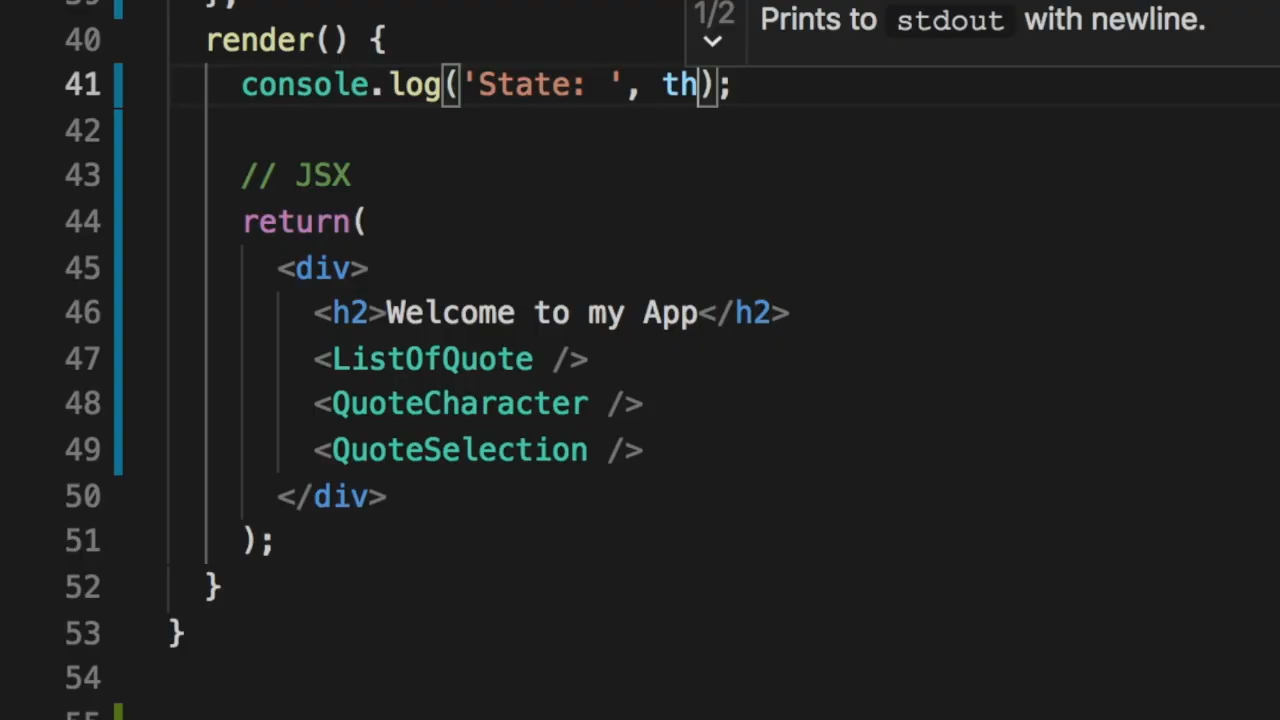 1/2 Prints to stdout with newline.
39 },
40 render() {
41 console.log('State: ', th);
42
43 // JSX
44 return(
45 <div>
46 <h2>Welcome to my App</h2>
47 <ListOfQuote />
48 <QuoteCharacter />
49 <QuoteSelection />
50 </div>
51 );
52 }
53 }
54
55